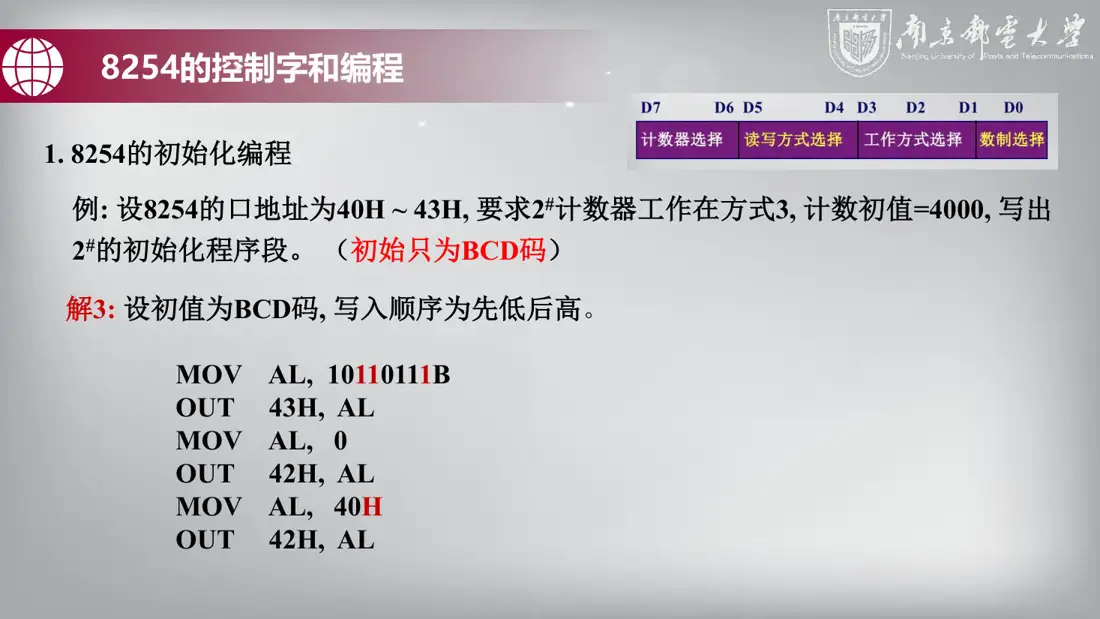 南京邮电大学
Nanjing University of Posts and Telecommunications
8254的控制字和编程
D7 D6 D5 D4 D3 D2 D1 D0
计数器选择 读写方式选择 工作方式选择 数制选择
1. 8254的初始化编程
例: 设8254的口地址为40H ~ 43H, 要求2#计数器工作在方式3, 计数初值=4000, 写出
2#的初始化程序段。（初始只为BCD码）
解3: 设初值为BCD码, 写入顺序为先低后高。
MOV AL, 10110111B
OUT 43H, AL
MOV AL, 0
OUT 42H, AL
MOV AL, 40H
OUT 42H, AL